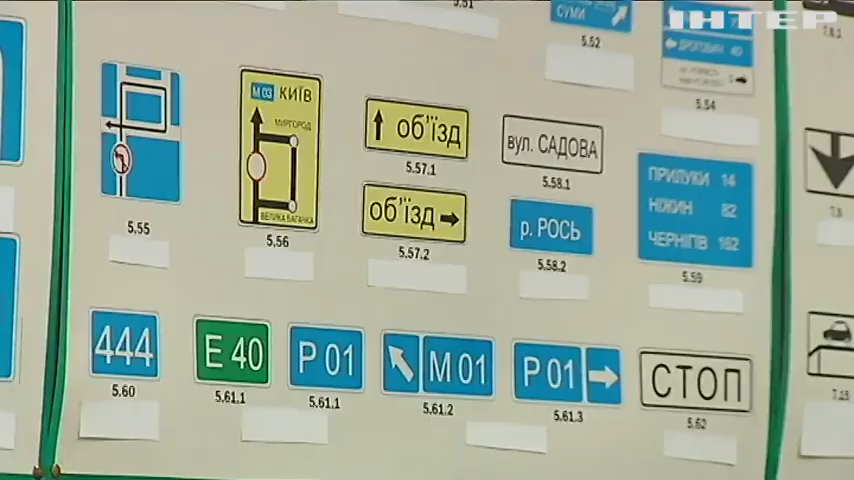 5.51
СУМИ
5.52
ІНТЕР
ДРОГОБИЧ 40
5.54
7.6.1
М 03 КИЇВ
МИРГОРОД
ВЕЛИКА БАГАЧКА
5.55
5.56
об'їзд
5.57.1
об'їзд
5.57.2
вул. САДОВА
5.58.1
р. РОСЬ
5.58.2
ПРИЛУКИ 14
НІЖИН 82
ЧЕРНІГІВ 162
5.59
7.9
444
5.60
E 40
5.61.1
Р 01
5.61.1
М 01
5.61.2
Р 01
5.61.3
СТОП
5.62
7.15